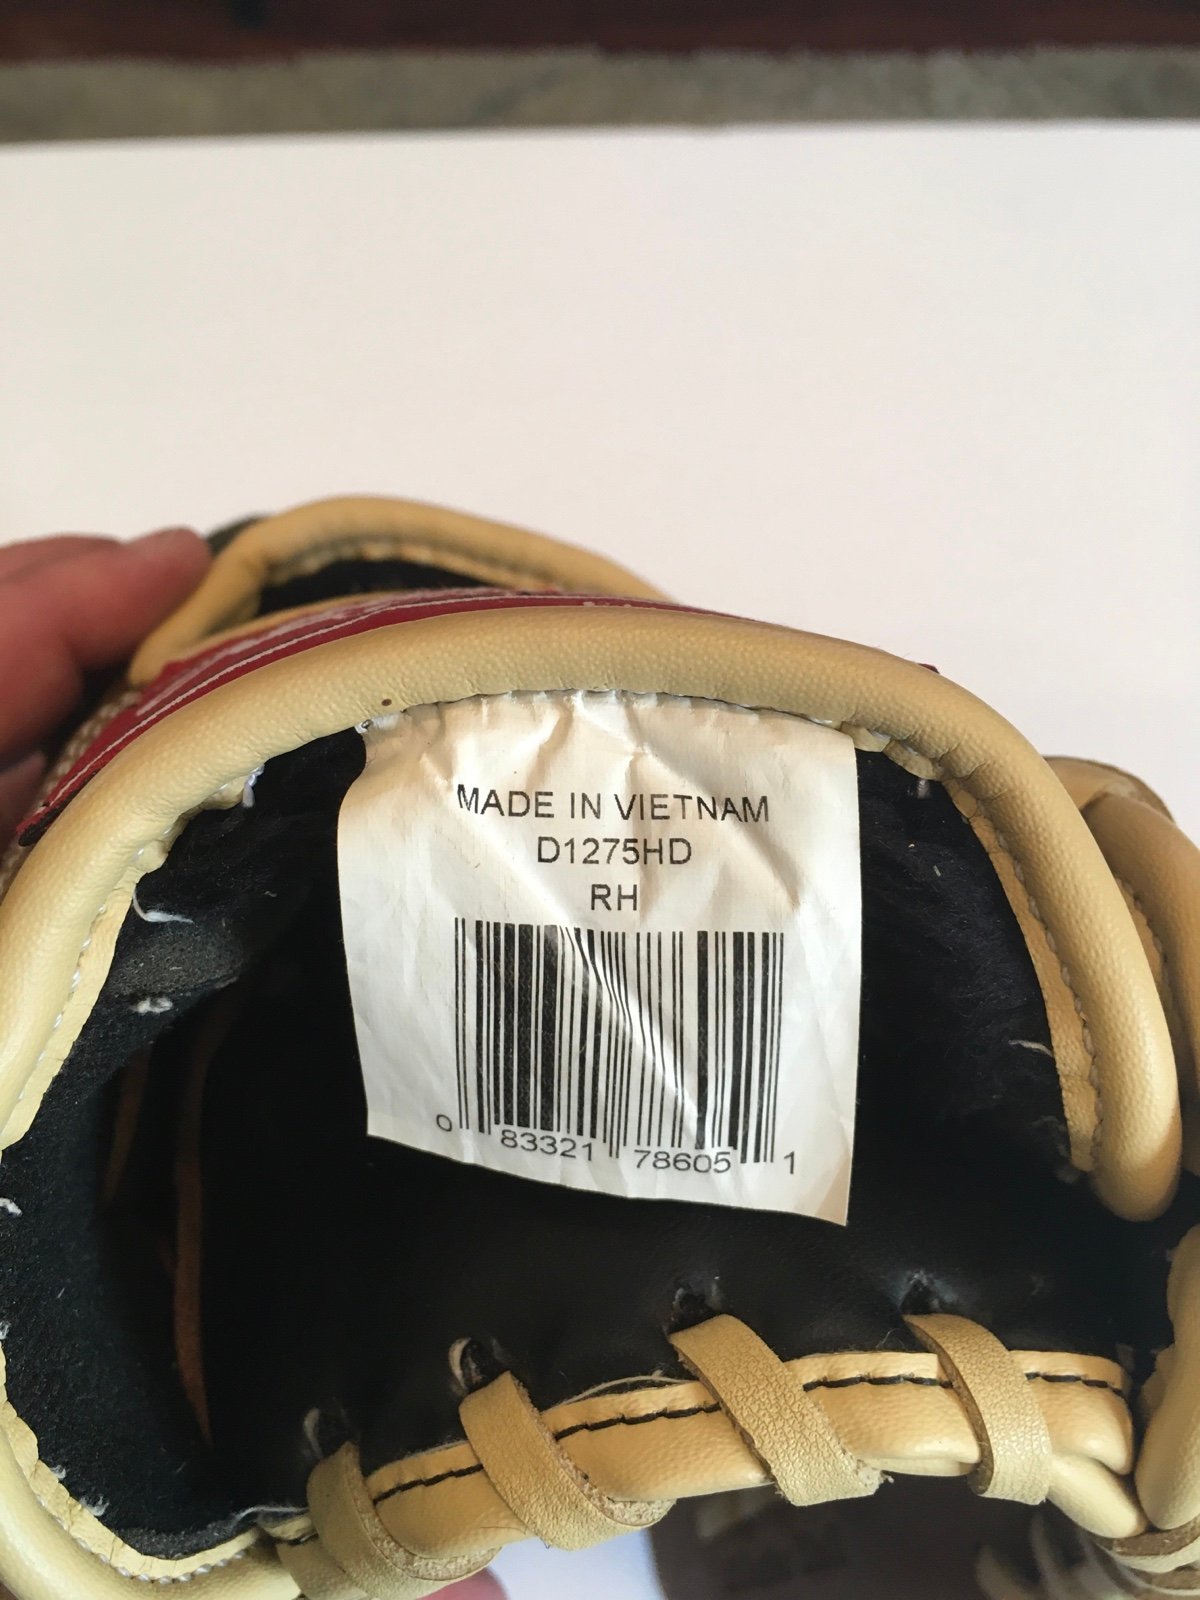 MADE IN VIETNAM
D1275HD
RH
0 83321 78605 1